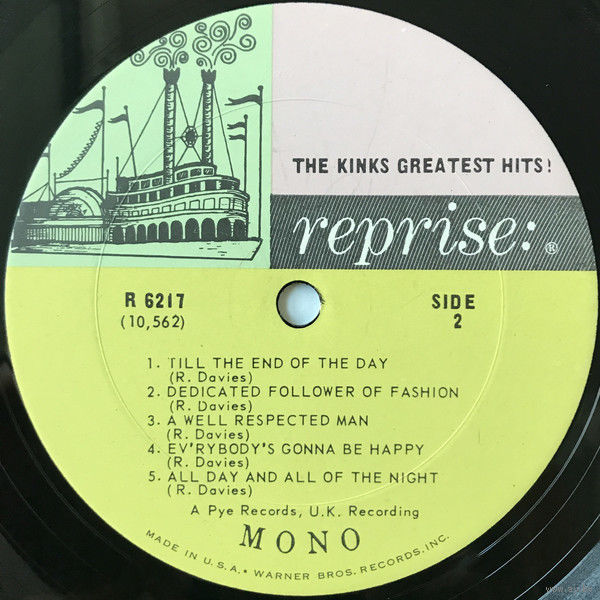 THE KINKS GREATEST HITS!
reprise: ®
R 6217
(10,562)
SIDE
2
1. TILL THE END OF THE DAY
(R. Davies)
2. DEDICATED FOLLOWER OF FASHION
(R. Davies)
3. A WELL RESPECTED MAN
(R. Davies)
4. EV'RYBODY'S GONNA BE HAPPY
(R. Davies)
5. ALL DAY AND ALL OF THE NIGHT
(R. Davies)
A Pye Records, U.K. Recording
MONO
MADE IN U.S.A. • WARNER BROS. RECORDS, INC.